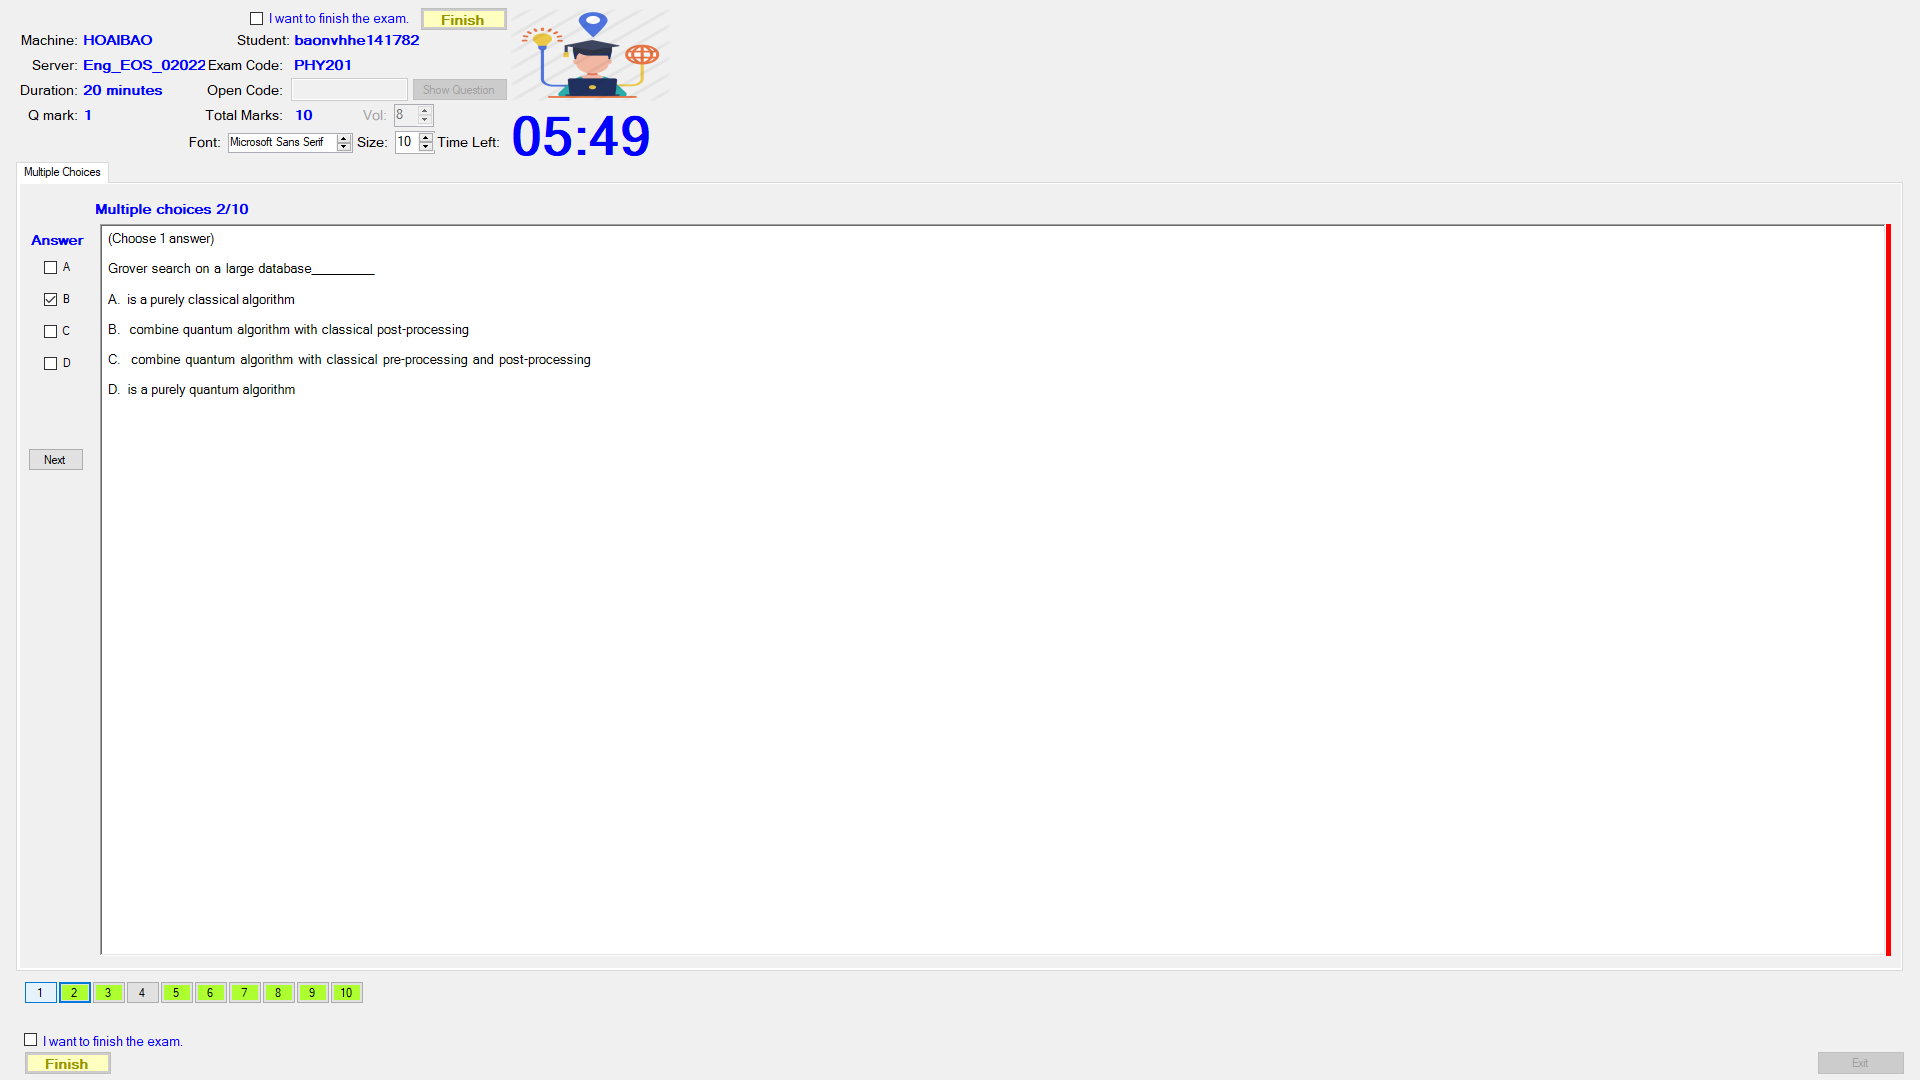 I want to finish the exam. Finish
Machine: HOAIBAO Student: baonvhhe141782
Server: Eng_EOS_02022 Exam Code: PHY201
Duration: 20 minutes Open Code: Show Question
Q mark: 1 Total Marks: 10 Vol: 8
Font: Microsoft Sans Serif Size: 10 Time Left: 05:49
Multiple Choices
Multiple choices 2/10
Answer
(Choose 1 answer)
A
Grover search on a large database_________
B
A. is a purely classical algorithm
C
B. combine quantum algorithm with classical post-processing
D
C. combine quantum algorithm with classical pre-processing and post-processing
D. is a purely quantum algorithm
Next
1 2 3 4 5 6 7 8 9 10
I want to finish the exam.
Finish
Exit